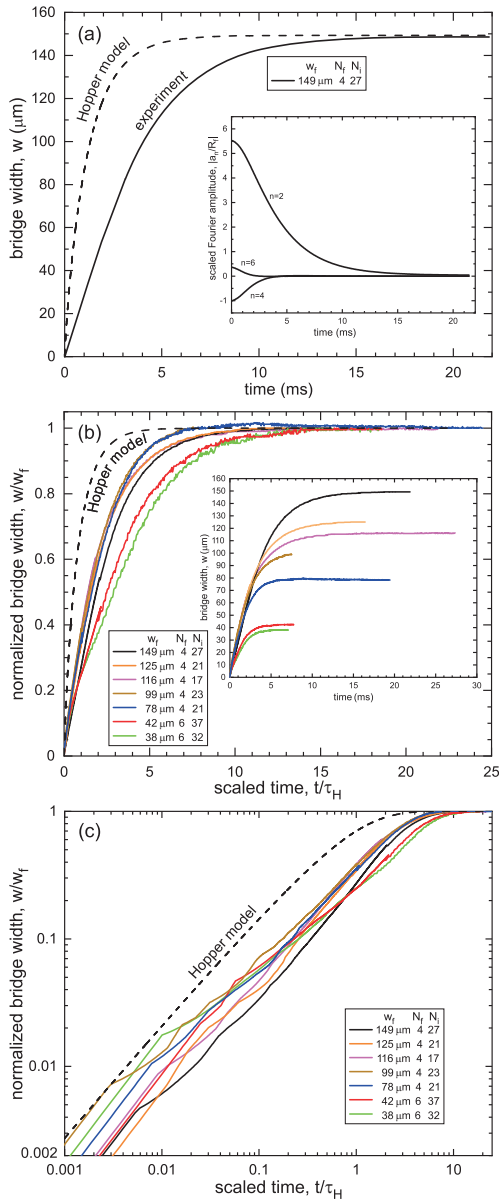 (a)
160
140
120
100
80
60
40
20
0
bridge width, w (μm)
Hopper model
experiment
w_f N_f N_i
149 μm 4 27
scaled Fourier amplitude, |a_n/R_f|
6
5
4
3
2
1
0
-1
n=2
n=6
n=4
0 5 10 15 20
time (ms)
0 5 10 15 20
time (ms)
(b)
1
0.8
0.6
0.4
0.2
0
normalized bridge width, w/w_f
Hopper model
bridge width, w (μm)
160
150
140
130
120
110
100
90
80
70
60
50
40
30
20
10
0
0 5 10 15 20 25 30
time (ms)
w_f N_f N_i
149 μm 4 27
125 μm 4 21
116 μm 4 17
99 μm 4 23
78 μm 4 21
42 μm 6 37
38 μm 6 32
0 5 10 15 20 25
scaled time, t/τ_H
(c)
1
0.1
0.01
0.002
normalized bridge width, w/w_f
Hopper model
w_f N_f N_i
149 μm 4 27
125 μm 4 21
116 μm 4 17
99 μm 4 23
78 μm 4 21
42 μm 6 37
38 μm 6 32
0.001 0.01 0.1 1 10
scaled time, t/τ_H